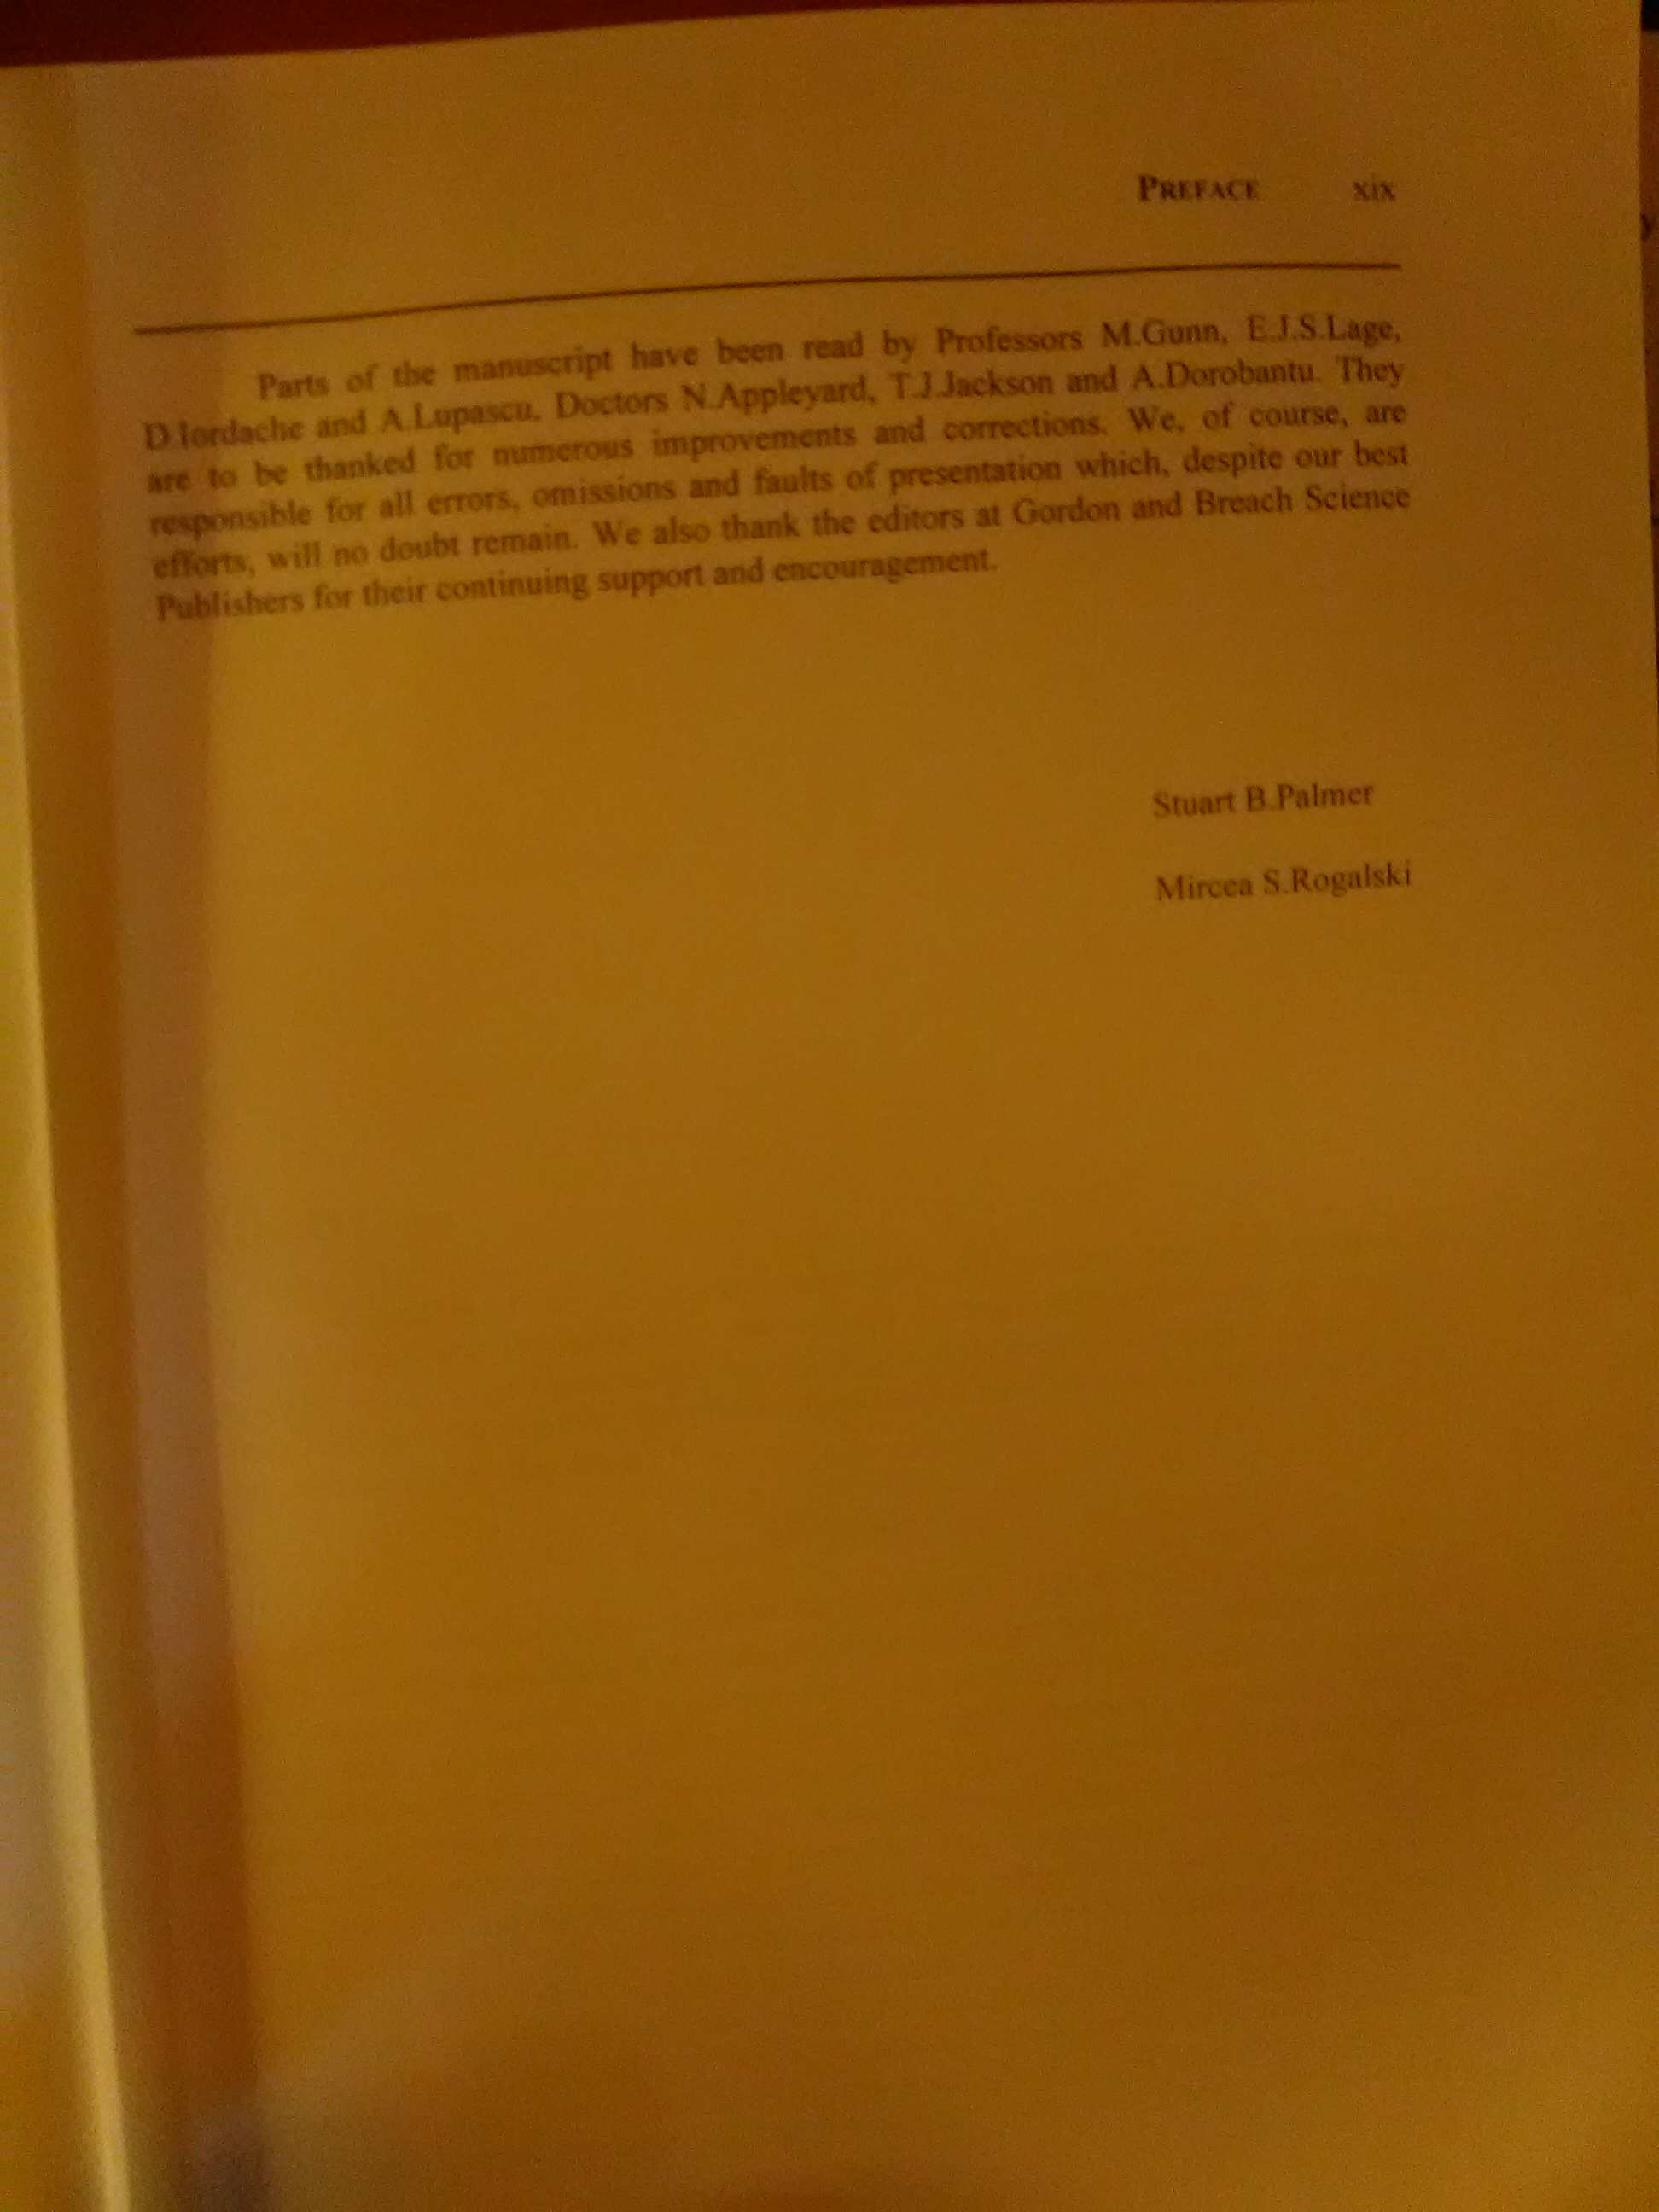 PREFACE xix
Parts of the manuscript have been read by Professors M.Gunn, E.J.S.Lage,
D.Iordache and A.Lupascu, Doctors N.Appleyard, T.J.Jackson and A.Dorobantu. They
are to be thanked for numerous improvements and corrections. We, of course, are
responsible for all errors, omissions and faults of presentation which, despite our best
efforts, will no doubt remain. We also thank the editors at Gordon and Breach Science
Publishers for their continuing support and encouragement.
Stuart B.Palmer
Mircea S.Rogalski